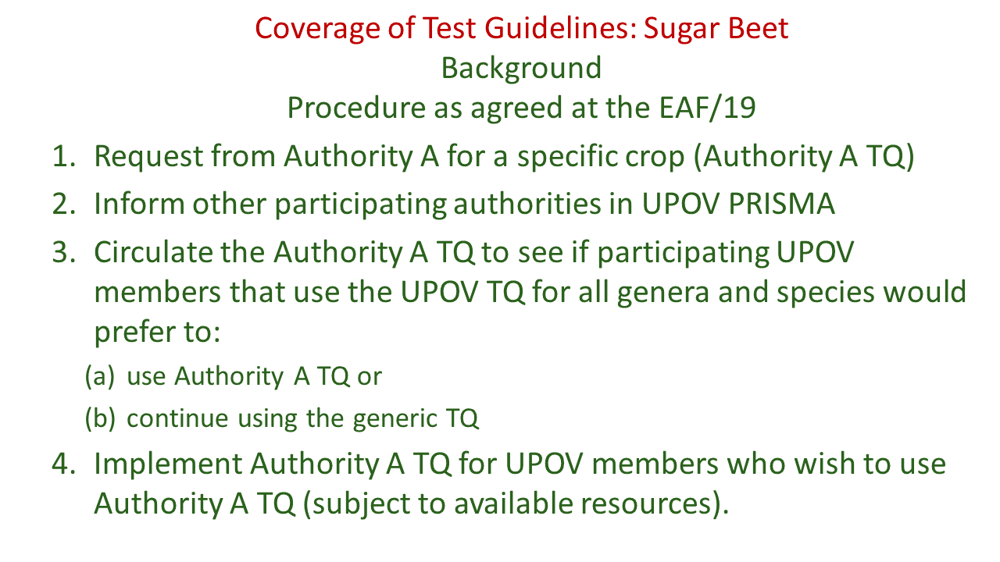 Coverage of Test Guidelines: Sugar Beet
Background
Procedure as agreed at the EAF/19
1. Request from Authority A for a specific crop (Authority A TQ)
2. Inform other participating authorities in UPOV PRISMA
3. Circulate the Authority A TQ to see if participating UPOV
members that use the UPOV TQ for all genera and species would
prefer to:
(a) use Authority A TQ or
(b) continue using the generic TQ
4. Implement Authority A TQ for UPOV members who wish to use
Authority A TQ (subject to available resources).